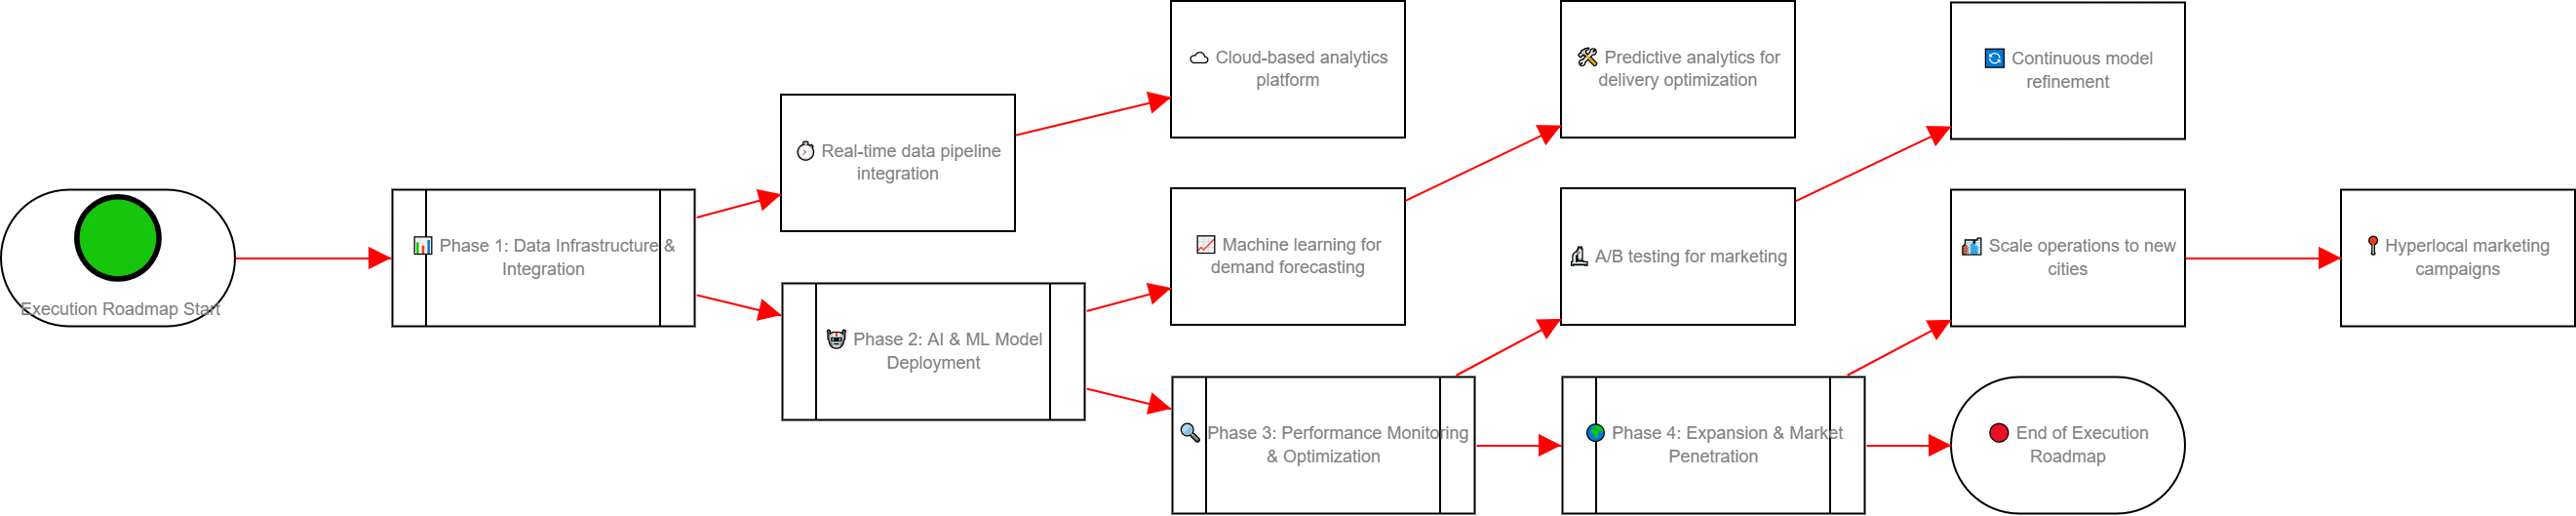 Execution Roadmap Start
Phase 1: Data Infrastructure &
Integration
Real-time data pipeline
integration
Cloud-based analytics
platform
Phase 2: AI & ML Model
Deployment
Machine learning for
demand forecasting
Predictive analytics for
delivery optimization
Phase 3: Performance Monitoring
& Optimization
A/B testing for marketing
Continuous model
refinement
Phase 4: Expansion & Market
Penetration
Scale operations to new
cities
Hyperlocal marketing
campaigns
End of Execution
Roadmap